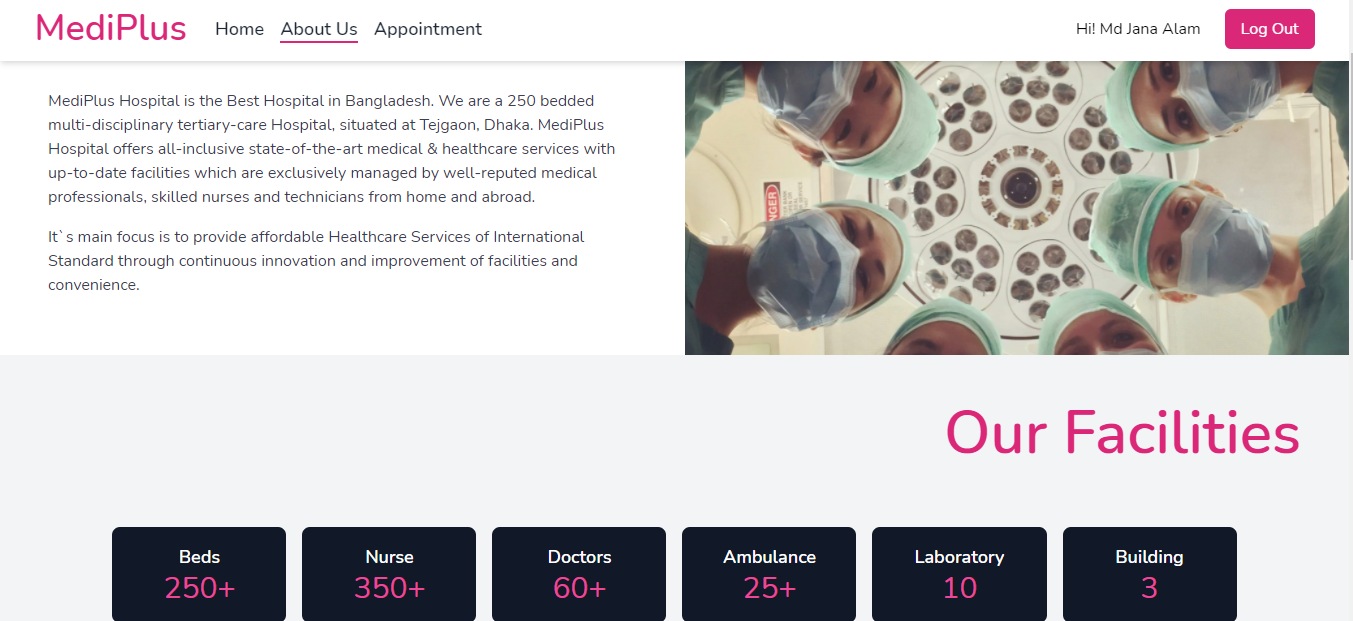 MediPlus Home About Us Appointment Hi! Md Jana Alam Log Out
MediPlus Hospital is the Best Hospital in Bangladesh. We are a 250 bedded
multi-disciplinary tertiary-care Hospital, situated at Tejgaon, Dhaka. MediPlus
Hospital offers all-inclusive state-of-the-art medical & healthcare services with
up-to-date facilities which are exclusively managed by well-reputed medical
professionals, skilled nurses and technicians from home and abroad.
It`s main focus is to provide affordable Healthcare Services of International
Standard through continuous innovation and improvement of facilities and
convenience.
Our Facilities
Beds Nurse Doctors Ambulance Laboratory Building
250+ 350+ 60+ 25+ 10 3